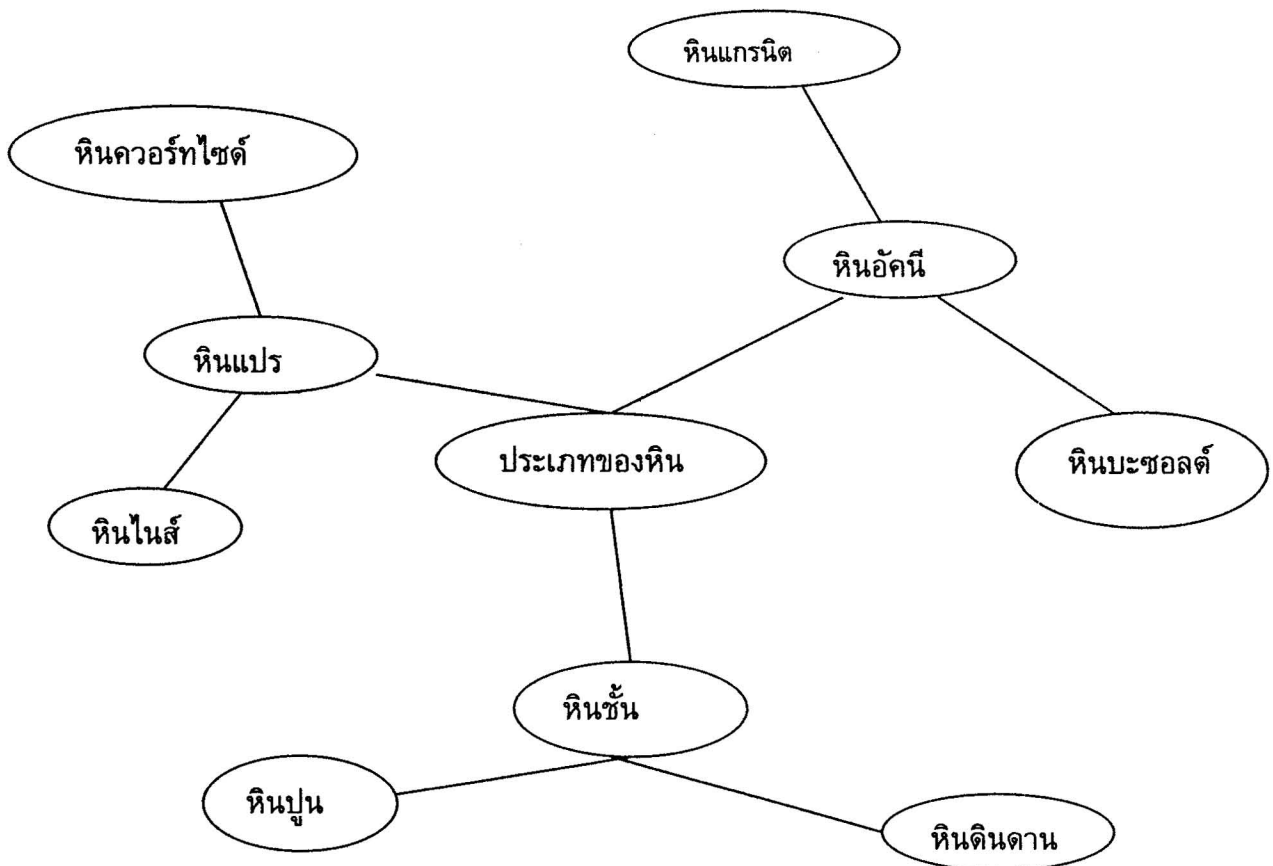 หินแกรนิต
หินควอร์ทไซด์
หินอัคนี
หินแปร
ประเภทของหิน
หินบะซอลต์
หินไนส์
หินชั้น
หินปูน
หินดินดาน